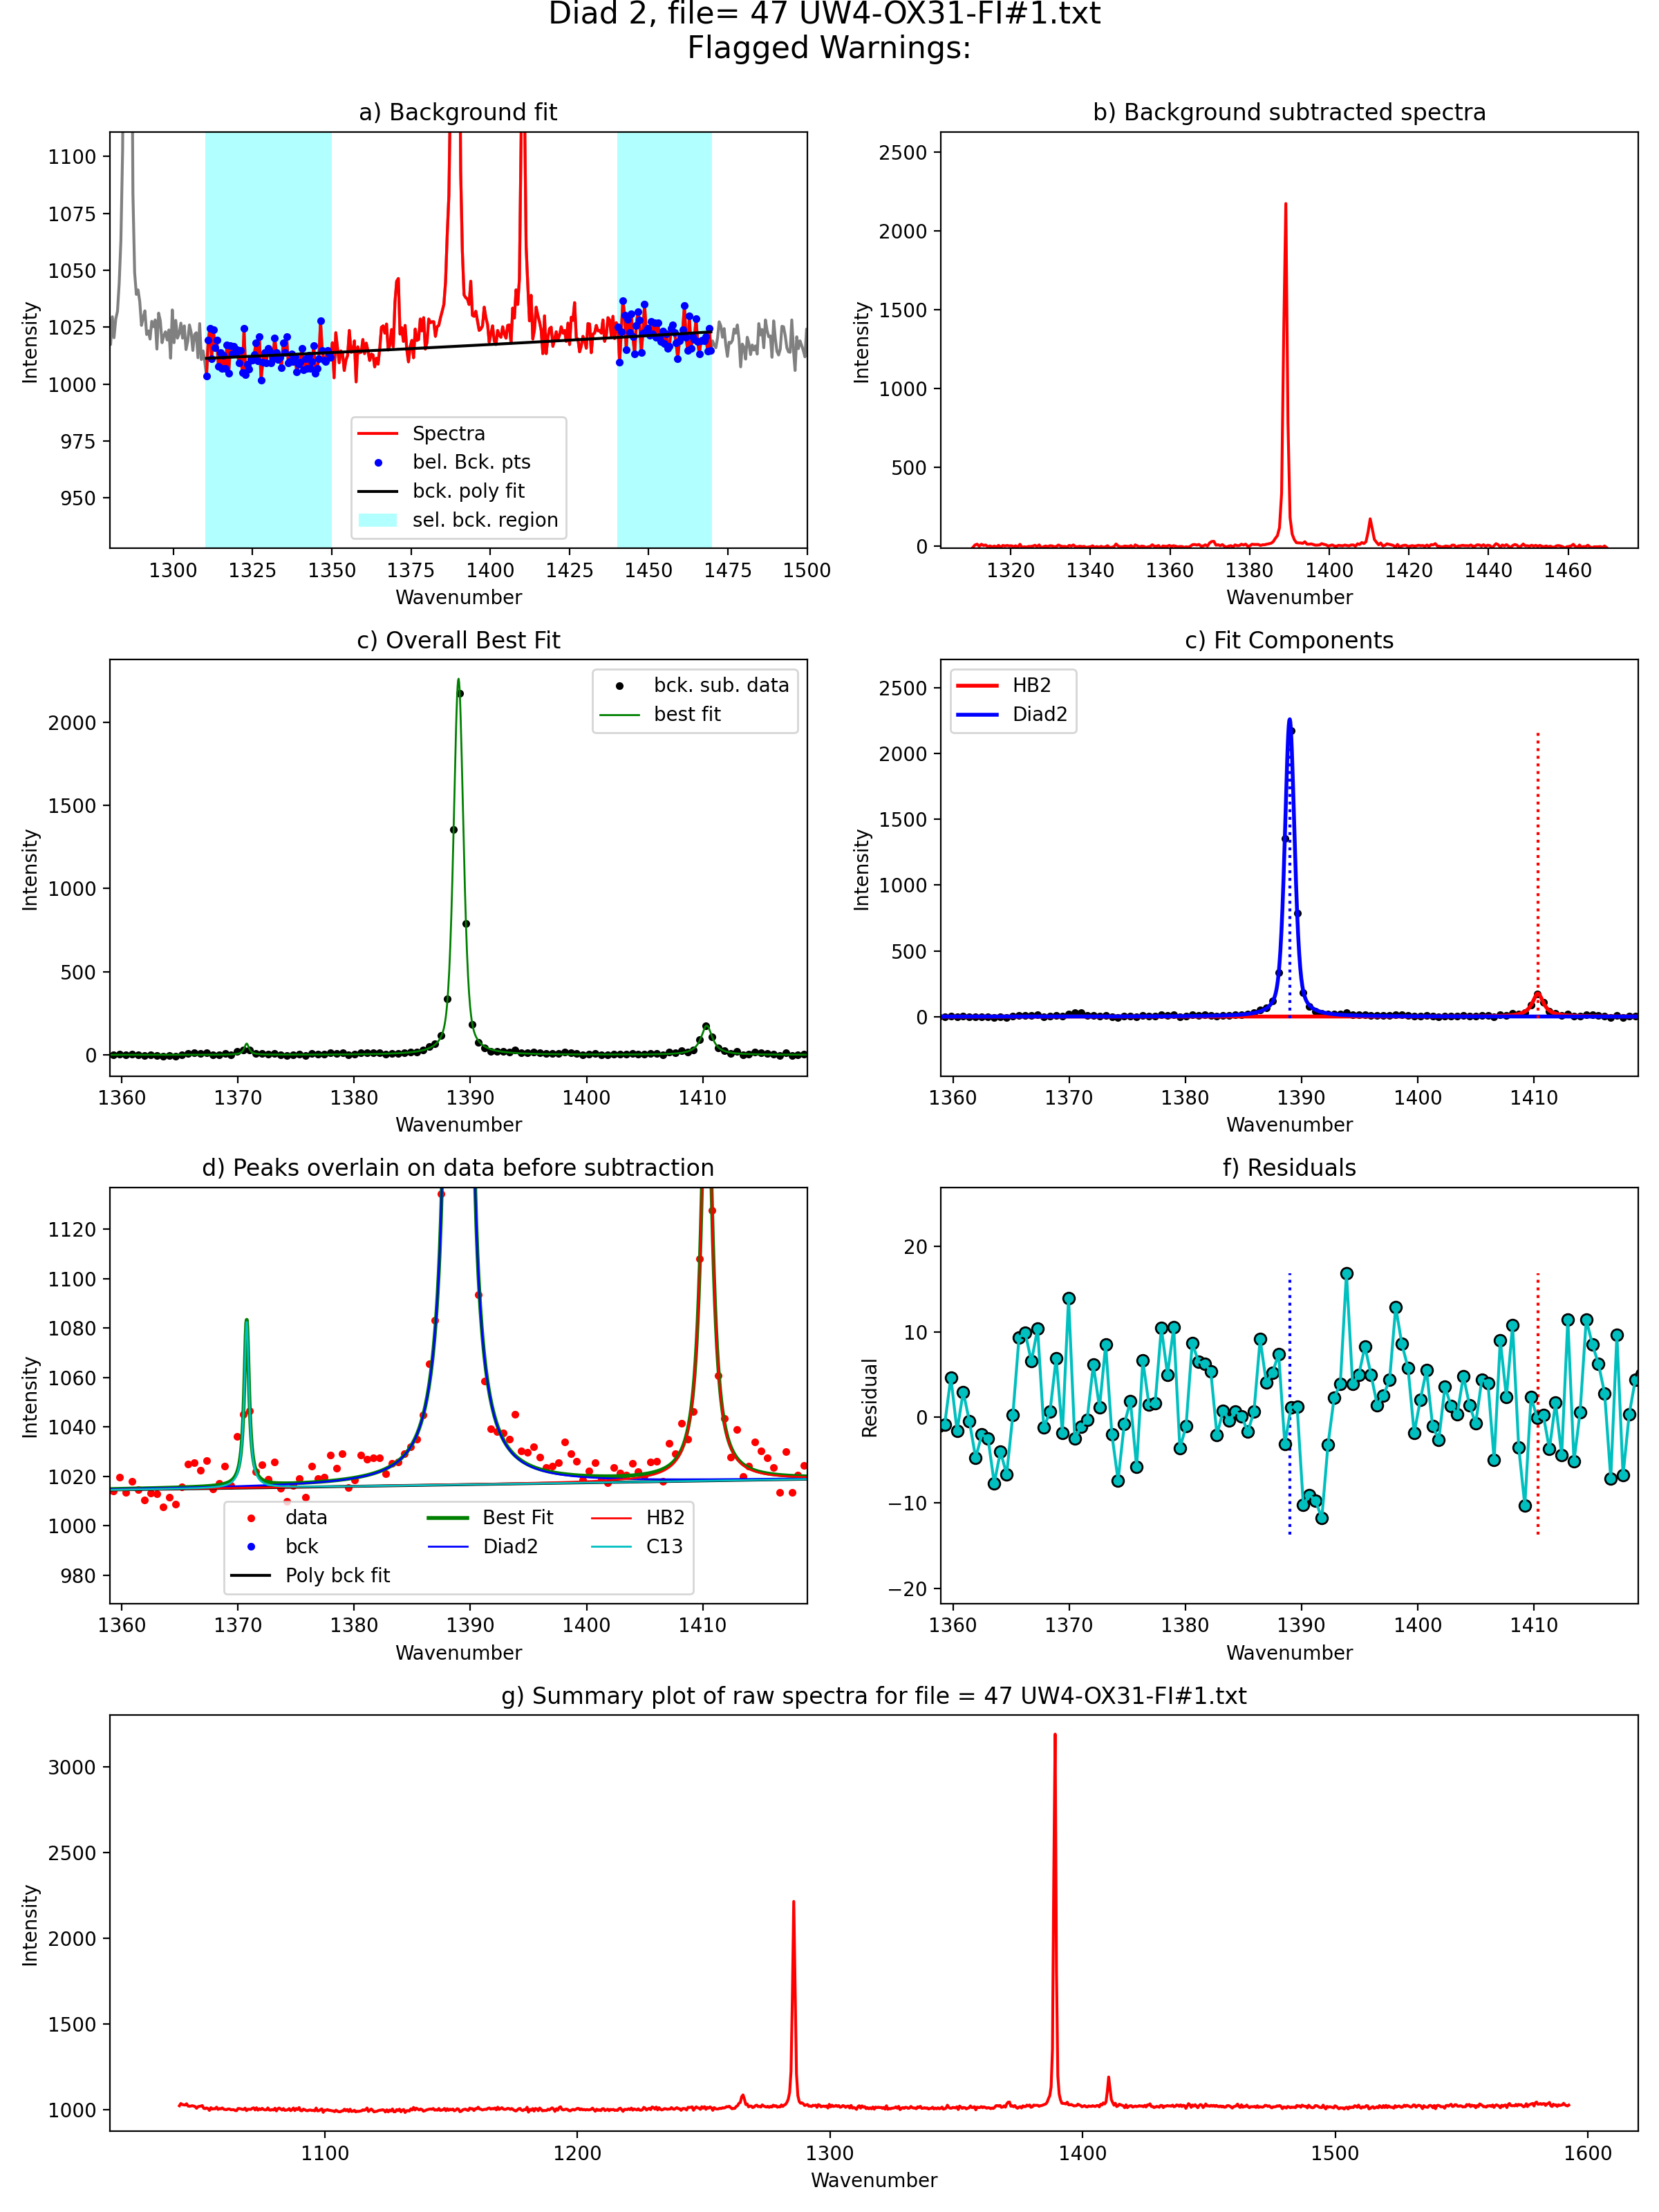 Diad 2, file= 47 UW4-OX31-FI#1.txt
Flagged Warnings:
a) Background fit
Intensity
1100
1075
1050
1025
1000
975
950
Spectra
bel. Bck. pts
bck. poly fit
sel. bck. region
1300 1325 1350 1375 1400 1425 1450 1475 1500
Wavenumber
b) Background subtracted spectra
Intensity
2500
2000
1500
1000
500
0
1320 1340 1360 1380 1400 1420 1440 1460
Wavenumber
c) Overall Best Fit
Intensity
2000
1500
1000
500
0
bck. sub. data
best fit
1360 1370 1380 1390 1400 1410
Wavenumber
c) Fit Components
Intensity
2500
2000
1500
1000
500
0
HB2
Diad2
1360 1370 1380 1390 1400 1410
Wavenumber
d) Peaks overlain on data before subtraction
Intensity
1120
1100
1080
1060
1040
1020
1000
980
data Best Fit HB2
bck Diad2 C13
Poly bck fit
1360 1370 1380 1390 1400 1410
Wavenumber
f) Residuals
Residual
20
10
0
−10
−20
1360 1370 1380 1390 1400 1410
Wavenumber
g) Summary plot of raw spectra for file = 47 UW4-OX31-FI#1.txt
Intensity
3000
2500
2000
1500
1000
1100 1200 1300 1400 1500 1600
Wavenumber